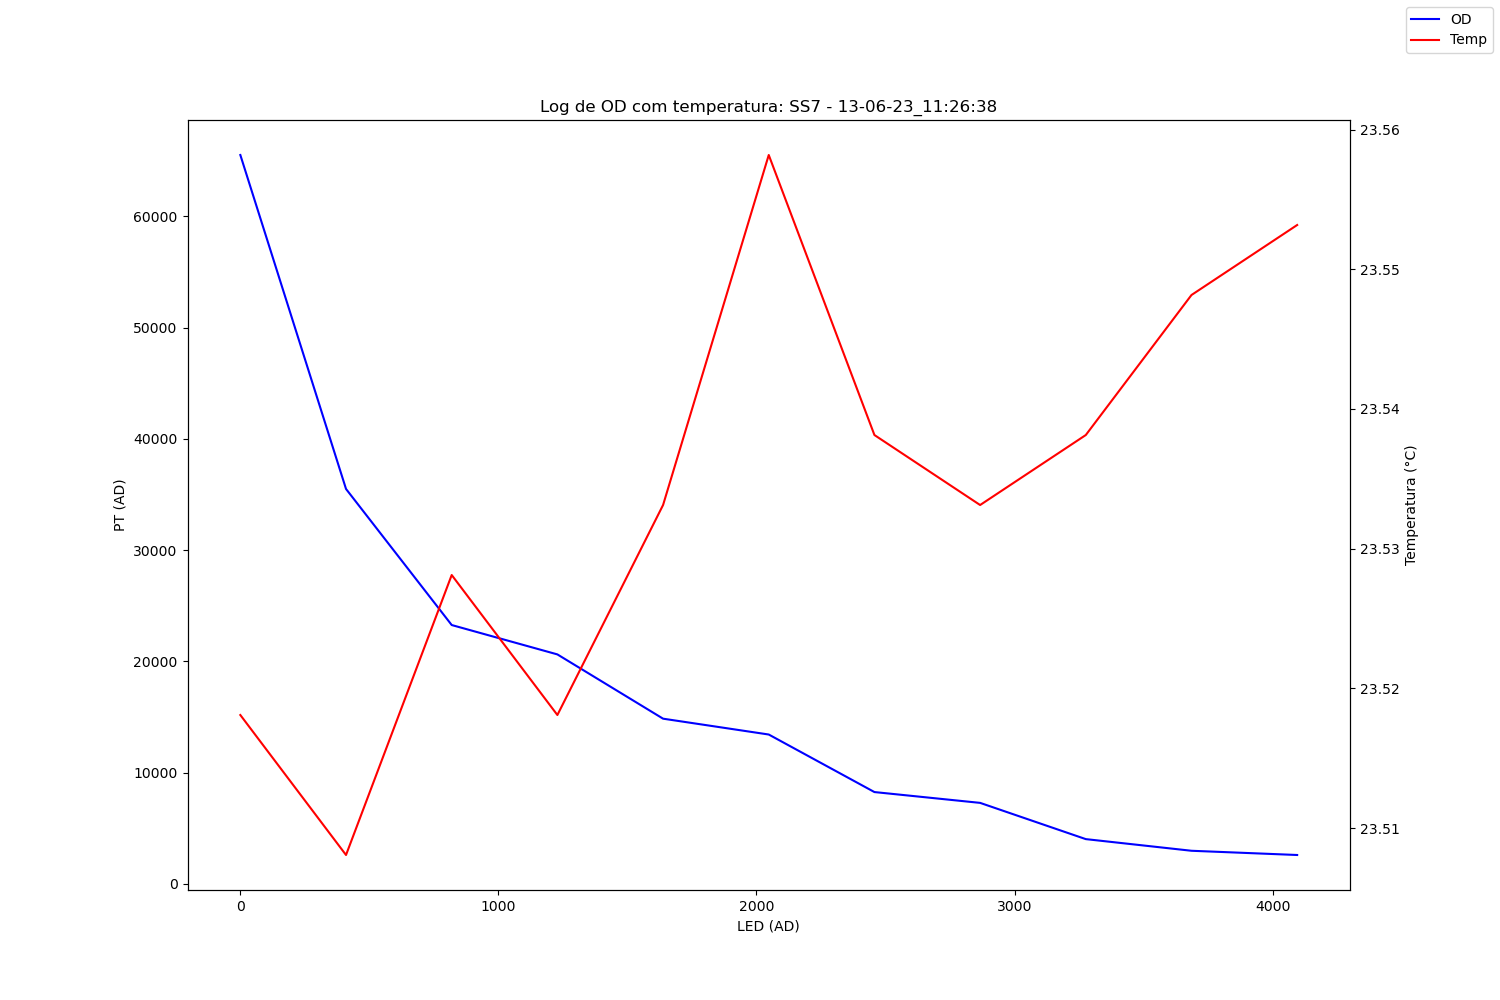 OD
Temp
Log de OD com temperatura: SS7 - 13-06-23_11:26:38
60000
50000
40000
30000
20000
10000
0
PT (AD)
23.56
23.55
23.54
23.53
23.52
23.51
Temperatura (°C)
0 1000 2000 3000 4000
LED (AD)